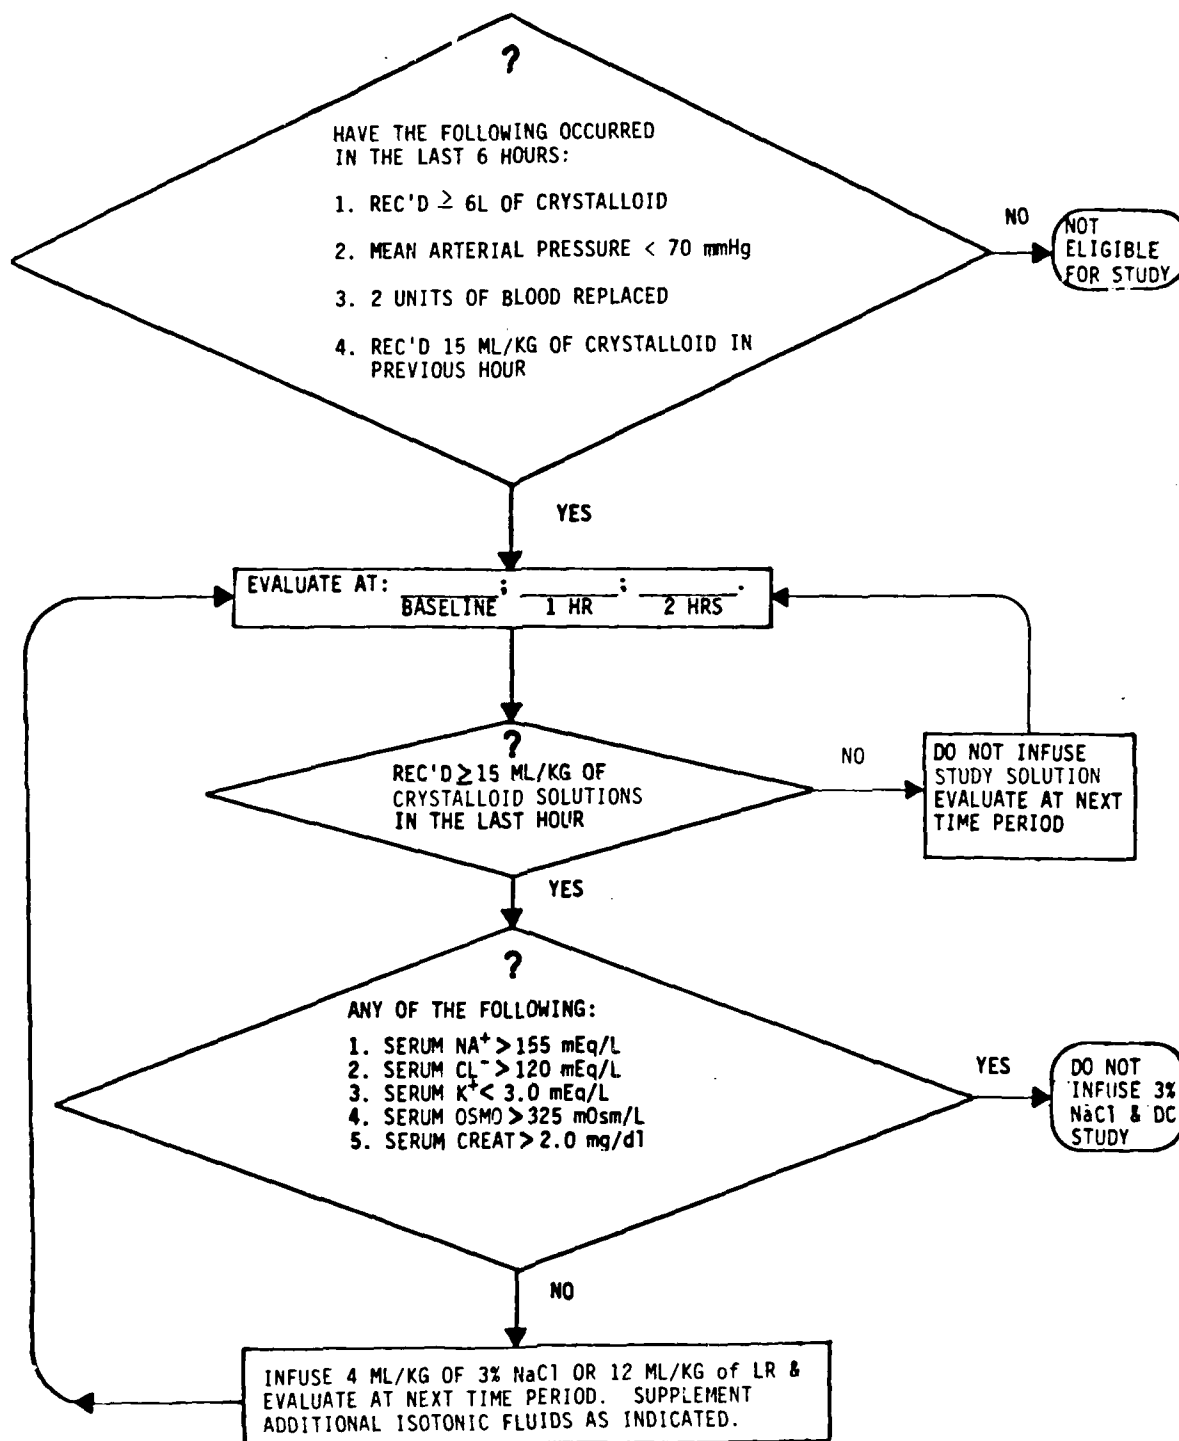 ?
HAVE THE FOLLOWING OCCURRED
IN THE LAST 6 HOURS:
1. REC'D ≥ 6L OF CRYSTALLOID
2. MEAN ARTERIAL PRESSURE < 70 mmHg
3. 2 UNITS OF BLOOD REPLACED
4. REC'D 15 ML/KG OF CRYSTALLOID IN
PREVIOUS HOUR
NO
NOT
ELIGIBLE
FOR STUDY
YES
EVALUATE AT: ______; ______; ______.
BASELINE 1 HR 2 HRS
?
REC'D ≥15 ML/KG OF
CRYSTALLOID SOLUTIONS
IN THE LAST HOUR
NO
DO NOT INFUSE
STUDY SOLUTION
EVALUATE AT NEXT
TIME PERIOD
YES
?
ANY OF THE FOLLOWING:
1. SERUM NA⁺ > 155 mEq/L
2. SERUM CL⁻ > 120 mEq/L
3. SERUM K⁺ < 3.0 mEq/L
4. SERUM OSMO > 325 mOsm/L
5. SERUM CREAT > 2.0 mg/dl
YES
DO NOT
INFUSE 3%
NaCl & DC
STUDY
NO
INFUSE 4 ML/KG OF 3% NaCl OR 12 ML/KG of LR &
EVALUATE AT NEXT TIME PERIOD. SUPPLEMENT
ADDITIONAL ISOTONIC FLUIDS AS INDICATED.